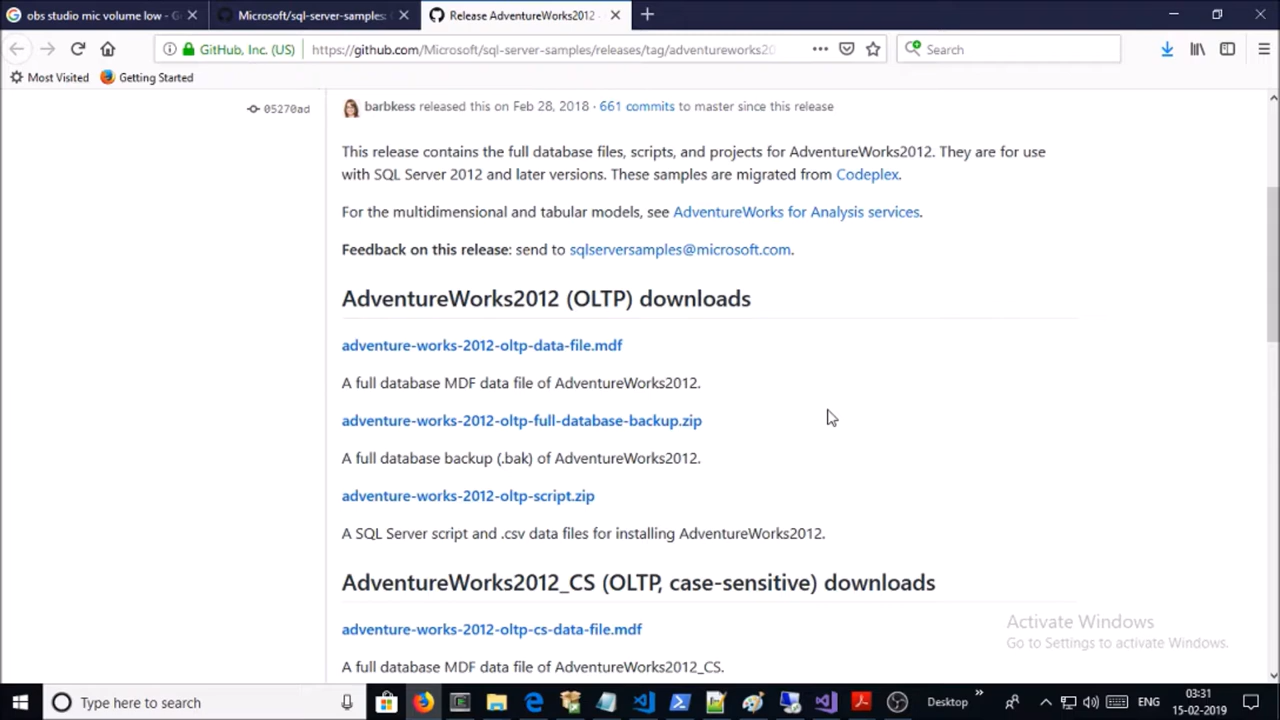 obs studio mic volume low - G
Microsoft/sql-server-samples:
Release AdventureWorks2012 -
GitHub, Inc. (US)
https://github.com/Microsoft/sql-server-samples/releases/tag/adventureworks20
Search
Most Visited
Getting Started
05270ad
barbkess released this on Feb 28, 2018 · 661 commits to master since this release
This release contains the full database files, scripts, and projects for AdventureWorks2012. They are for use
with SQL Server 2012 and later versions. These samples are migrated from Codeplex.
For the multidimensional and tabular models, see AdventureWorks for Analysis services.
Feedback on this release: send to sqlserversamples@microsoft.com.
AdventureWorks2012 (OLTP) downloads
adventure-works-2012-oltp-data-file.mdf
A full database MDF data file of AdventureWorks2012.
adventure-works-2012-oltp-full-database-backup.zip
A full database backup (.bak) of AdventureWorks2012.
adventure-works-2012-oltp-script.zip
A SQL Server script and .csv data files for installing AdventureWorks2012.
AdventureWorks2012_CS (OLTP, case-sensitive) downloads
adventure-works-2012-oltp-cs-data-file.mdf
A full database MDF data file of AdventureWorks2012_CS.
Activate Windows
Go to Settings to activate Windows.
Type here to search
Desktop
ENG
03:31
15-02-2019